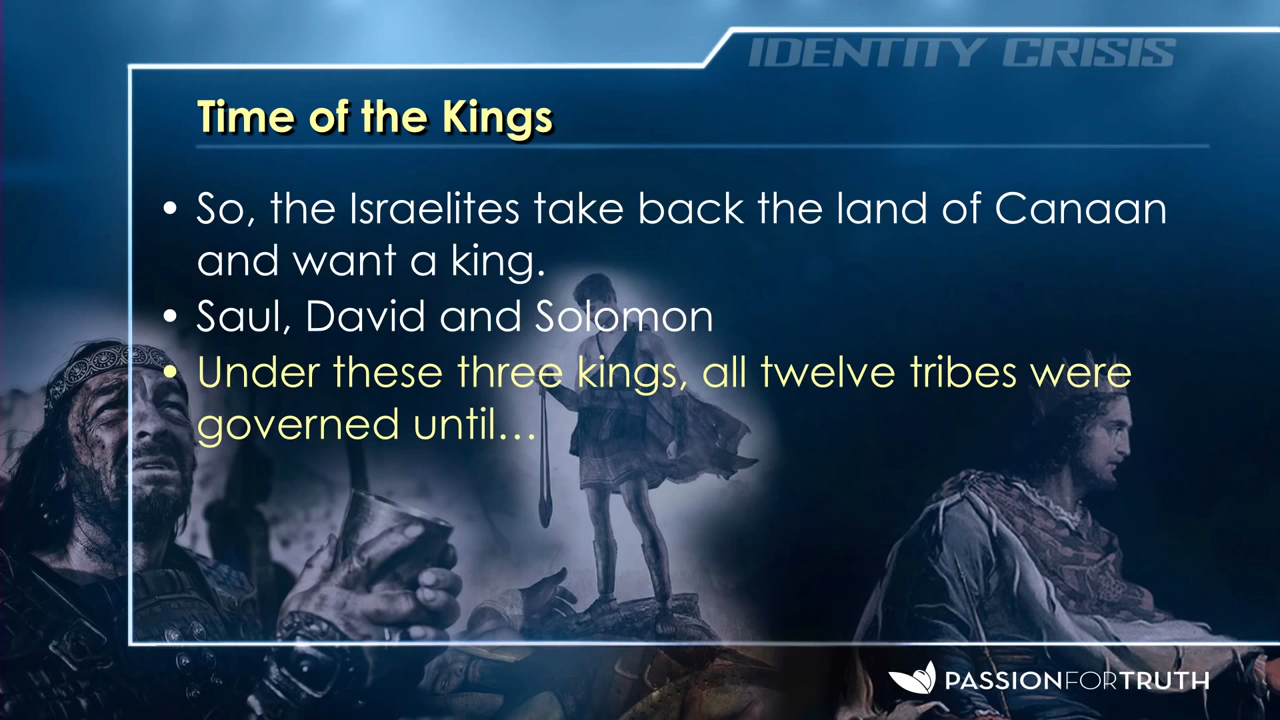 IDENTITY CRISIS
Time of the Kings
• So, the Israelites take back the land of Canaan
and want a king.
• Saul, David and Solomon
• Under these three kings, all twelve tribes were
governed until…
PASSIONFORTRUTH